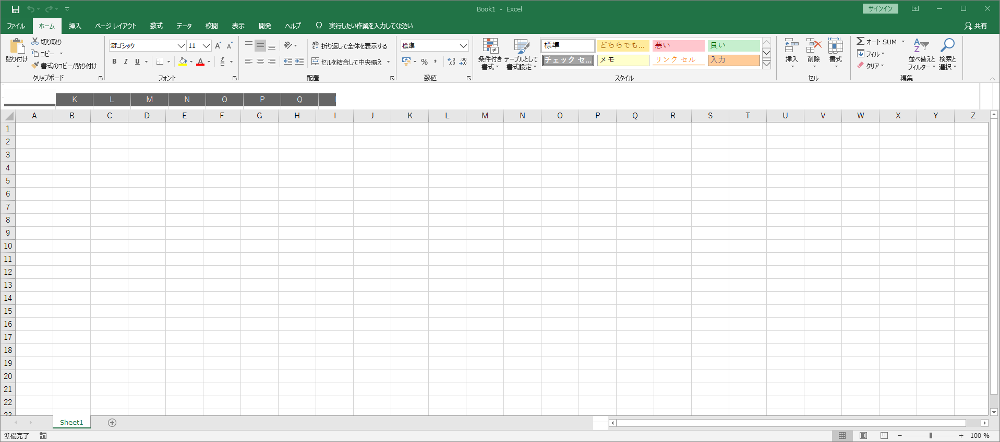 Book1 - Excel
サインイン
ファイル ホーム 挿入 ページ レイアウト 数式 データ 校閲 表示 開発 ヘルプ 実行したい作業を入力してください 共有
貼り付け
切り取り
コピー
書式のコピー/貼り付け
クリップボード
游ゴシック 11
B I U
フォント
折り返して全体を表示する
セルを結合して中央揃え
配置
標準
%
数値
条件付き
書式
テーブルとして
書式設定
標準 どちらでも... 悪い 良い
チェック セ... メモ リンク セル 入力
スタイル
挿入 削除 書式
セル
オート SUM
フィル
クリア
並べ替えと
フィルター
検索と
選択
編集
K L M N O P Q
A B C D E F G H I J K L M N O P Q R S T U V W X Y Z
1
2
3
4
5
6
7
8
9
10
11
12
13
14
15
16
17
18
19
20
21
22
23
Sheet1
準備完了
100 %